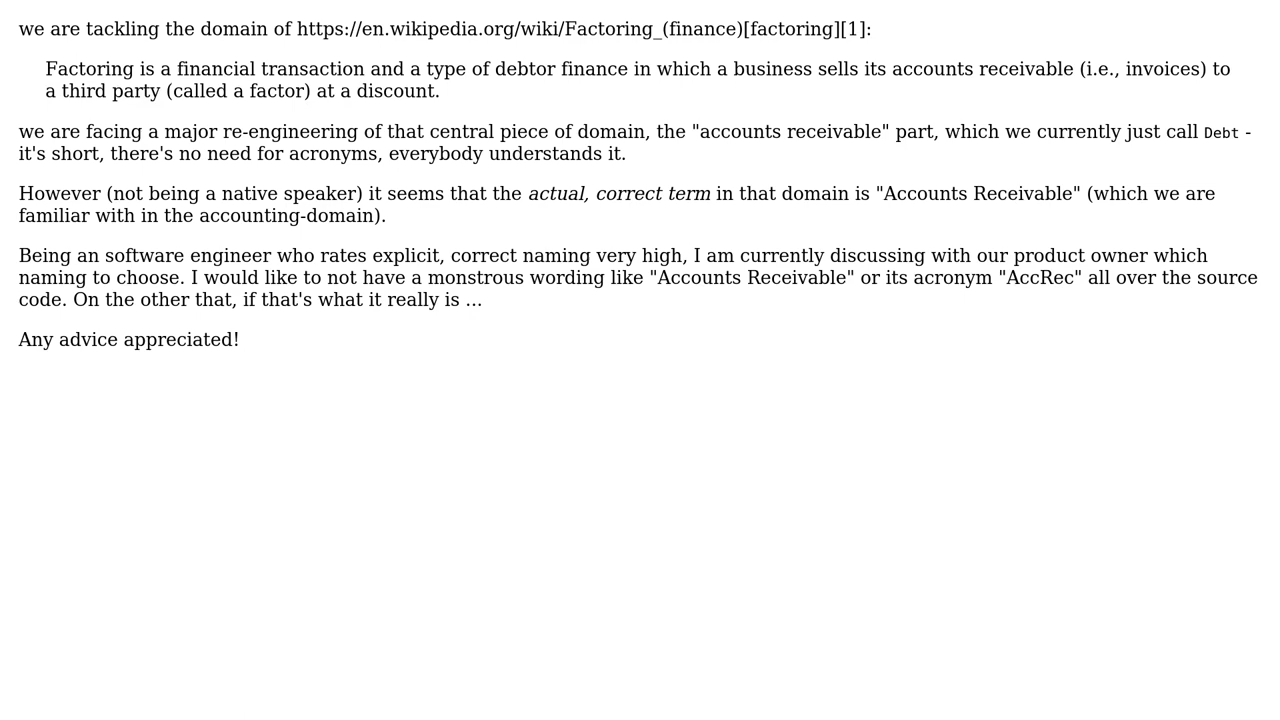 we are tackling the domain of https://en.wikipedia.org/wiki/Factoring_(finance)[factoring][1]:
Factoring is a financial transaction and a type of debtor finance in which a business sells its accounts receivable (i.e., invoices) to
a third party (called a factor) at a discount.
we are facing a major re-engineering of that central piece of domain, the "accounts receivable" part, which we currently just call Debt -
it's short, there's no need for acronyms, everybody understands it.
However (not being a native speaker) it seems that the actual, correct term in that domain is "Accounts Receivable" (which we are
familiar with in the accounting-domain).
Being an software engineer who rates explicit, correct naming very high, I am currently discussing with our product owner which
naming to choose. I would like to not have a monstrous wording like "Accounts Receivable" or its acronym "AccRec" all over the source
code. On the other that, if that's what it really is ...
Any advice appreciated!